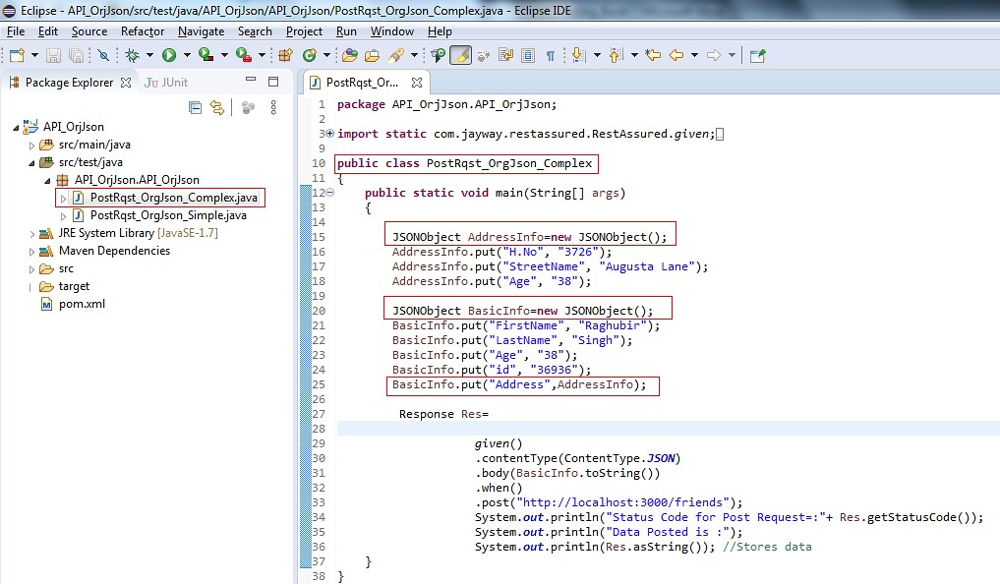 Eclipse - API_OrJson/src/test/java/API_OrJson/API_OrJson/PostRqst_OrgJson_Complex.java - Eclipse IDE
File Edit Source Refactor Navigate Search Project Run Window Help
Package Explorer JUnit
API_OrJson
src/main/java
src/test/java
API_OrJson.API_OrJson
PostRqst_OrgJson_Complex.java
PostRqst_OrgJson_Simple.java
JRE System Library [JavaSE-1.7]
Maven Dependencies
src
target
pom.xml
PostRqst_Or...
1 package API_OrJson.API_OrJson;
2
3 import static com.jayway.restassured.RestAssured.given;
10 public class PostRqst_OrgJson_Complex
11 {
12 public static void main(String[] args)
13 {
14
15 JSONObject AddressInfo=new JSONObject();
16 AddressInfo.put("H.No", "3726");
17 AddressInfo.put("StreetName", "Augusta Lane");
18 AddressInfo.put("Age", "38");
19
20 JSONObject BasicInfo=new JSONObject();
21 BasicInfo.put("FirstName", "Raghubir");
22 BasicInfo.put("LastName", "Singh");
23 BasicInfo.put("Age", "38");
24 BasicInfo.put("id", "36936");
25 BasicInfo.put("Address",AddressInfo);
26
27 Response Res=
28
29 given()
30 .contentType(ContentType.JSON)
31 .body(BasicInfo.toString())
32 .when()
33 .post("http://localhost:3000/friends");
34 System.out.println("Status Code for Post Request=:"+ Res.getStatusCode());
35 System.out.println("Data Posted is :");
36 System.out.println(Res.asString()); //Stores data
37 }
38 }